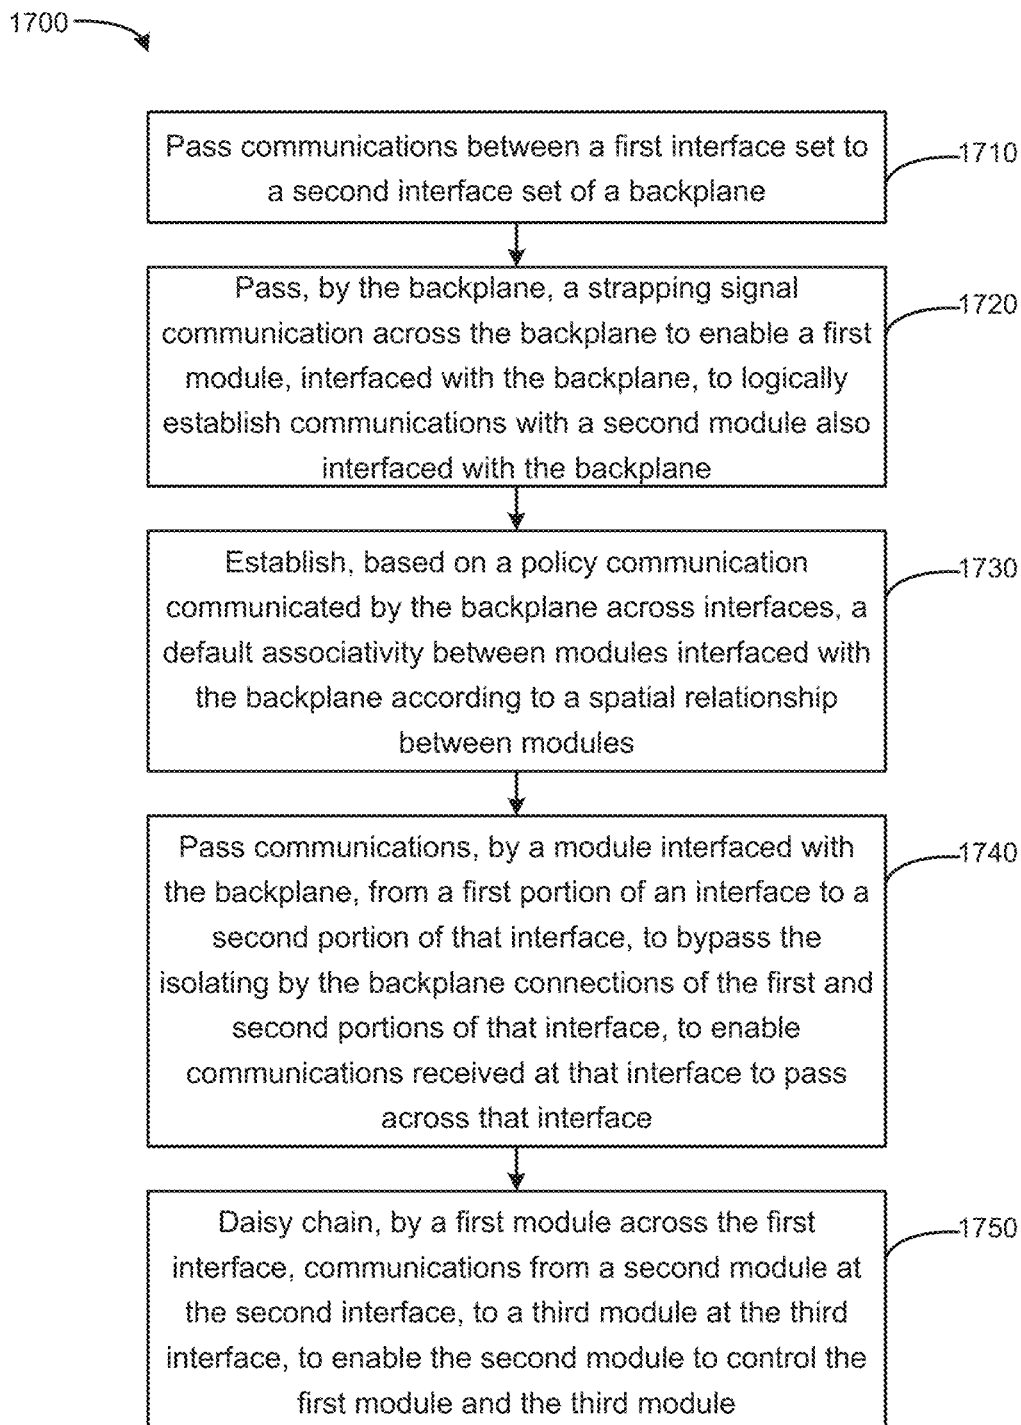 1700
Pass communications between a first interface set to
a second interface set of a backplane
1710
Pass, by the backplane, a strapping signal
communication across the backplane to enable a first
module, interfaced with the backplane, to logically
establish communications with a second module also
interfaced with the backplane
1720
Establish, based on a policy communication
communicated by the backplane across interfaces, a
default associativity between modules interfaced with
the backplane according to a spatial relationship
between modules
1730
Pass communications, by a module interfaced with
the backplane, from a first portion of an interface to a
second portion of that interface, to bypass the
isolating by the backplane connections of the first and
second portions of that interface, to enable
communications received at that interface to pass
across that interface
1740
Daisy chain, by a first module across the first
interface, communications from a second module at
the second interface, to a third module at the third
interface, to enable the second module to control the
first module and the third module
1750